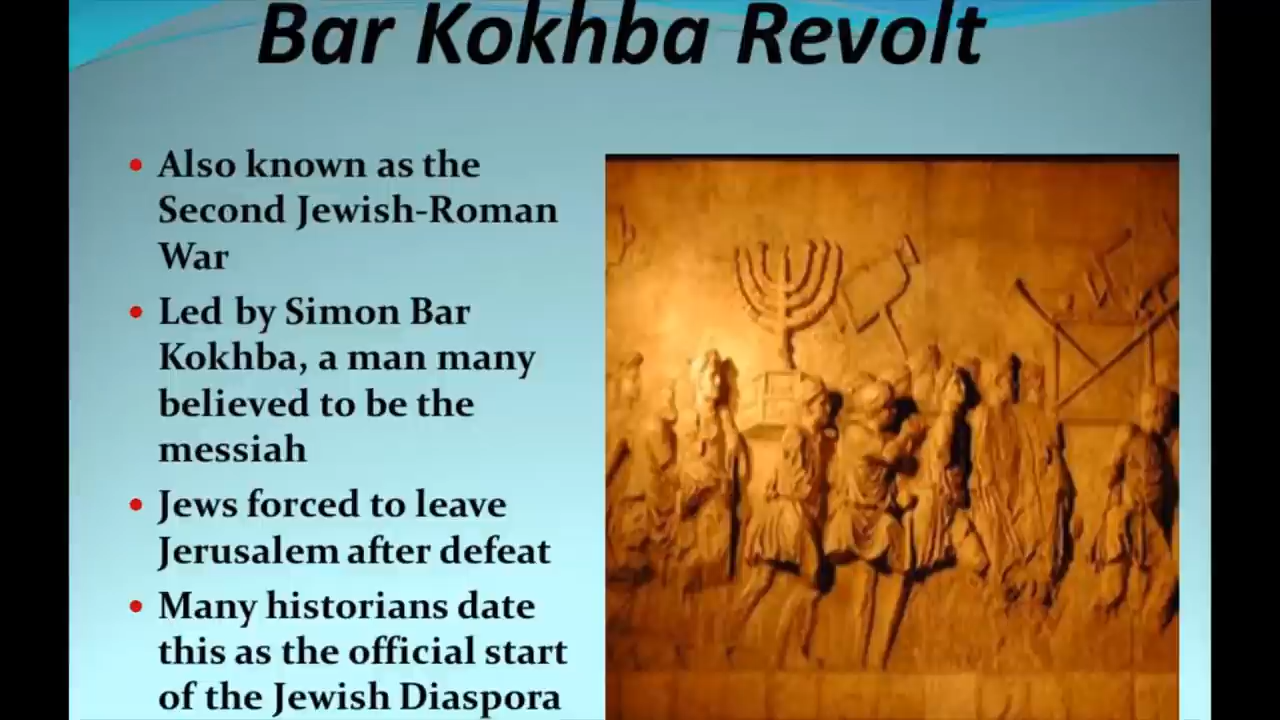 Bar Kokhba Revolt
• Also known as the
Second Jewish-Roman
War
• Led by Simon Bar
Kokhba, a man many
believed to be the
messiah
• Jews forced to leave
Jerusalem after defeat
• Many historians date
this as the official start
of the Jewish Diaspora